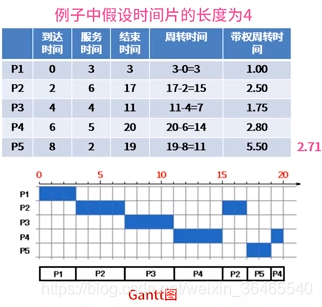 例子中假设时间片的长度为4
到达时间 服务时间 结束时间 周转时间 带权周转时间
P1 0 3 3 3-0=3 1.00
P2 2 6 17 17-2=15 2.50
P3 4 4 11 11-4=7 1.75
P4 6 5 20 20-6=14 2.80
P5 8 2 19 19-8=11 5.50 2.71
0 5 10 15 20
P1
P2
P3
P4
P5
P1 P2 P3 P4 P2 P5 P4
Gantt图
https://blog.csdn.net/weixin_36465540